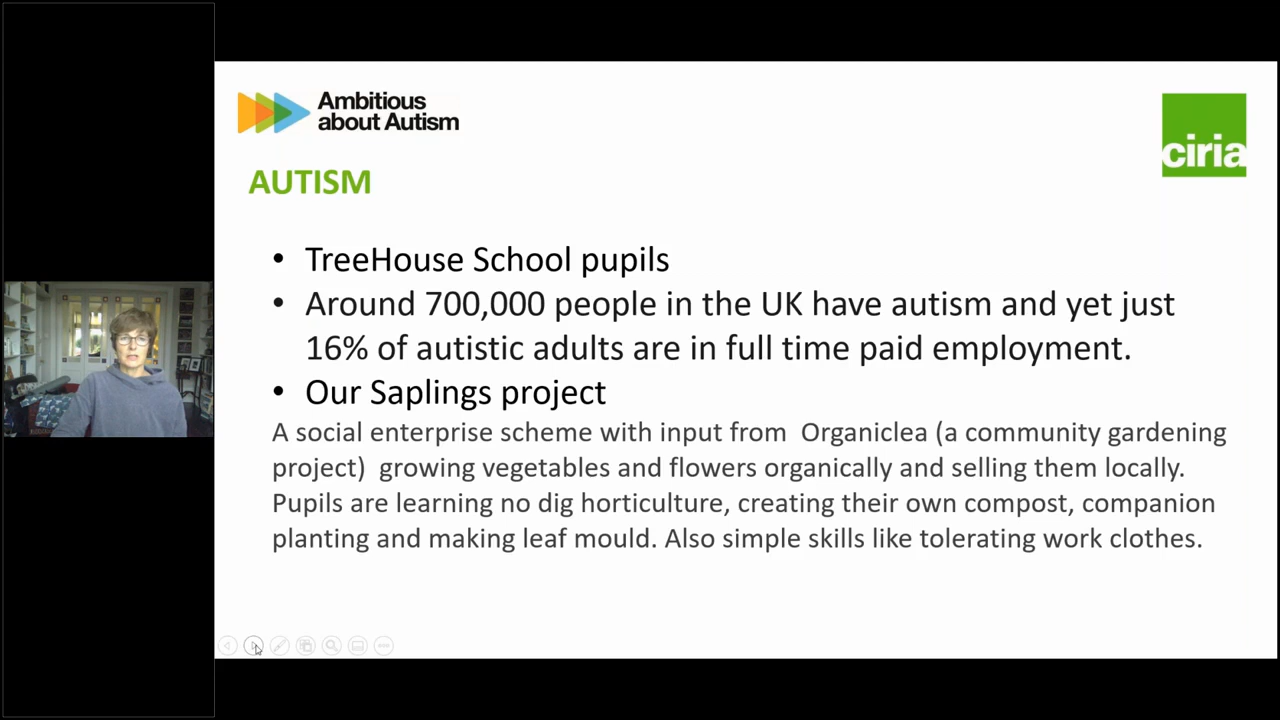 Ambitious
about Autism
ciria
AUTISM
• TreeHouse School pupils
• Around 700,000 people in the UK have autism and yet just
16% of autistic adults are in full time paid employment.
• Our Saplings project
A social enterprise scheme with input from  Organiclea (a community gardening
project)  growing vegetables and flowers organically and selling them locally.
Pupils are learning no dig horticulture, creating their own compost, companion
planting and making leaf mould. Also simple skills like tolerating work clothes.